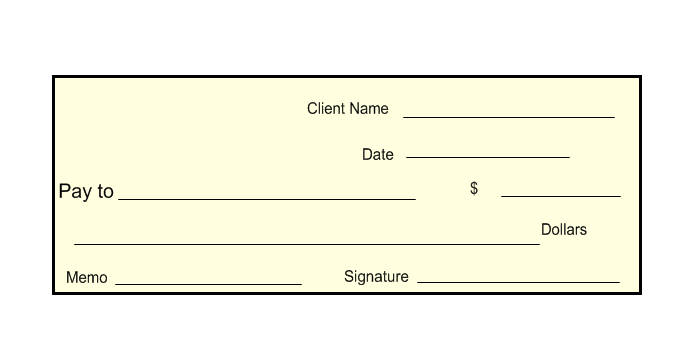 Client Name
Date
Pay to $
Dollars
Memo Signature